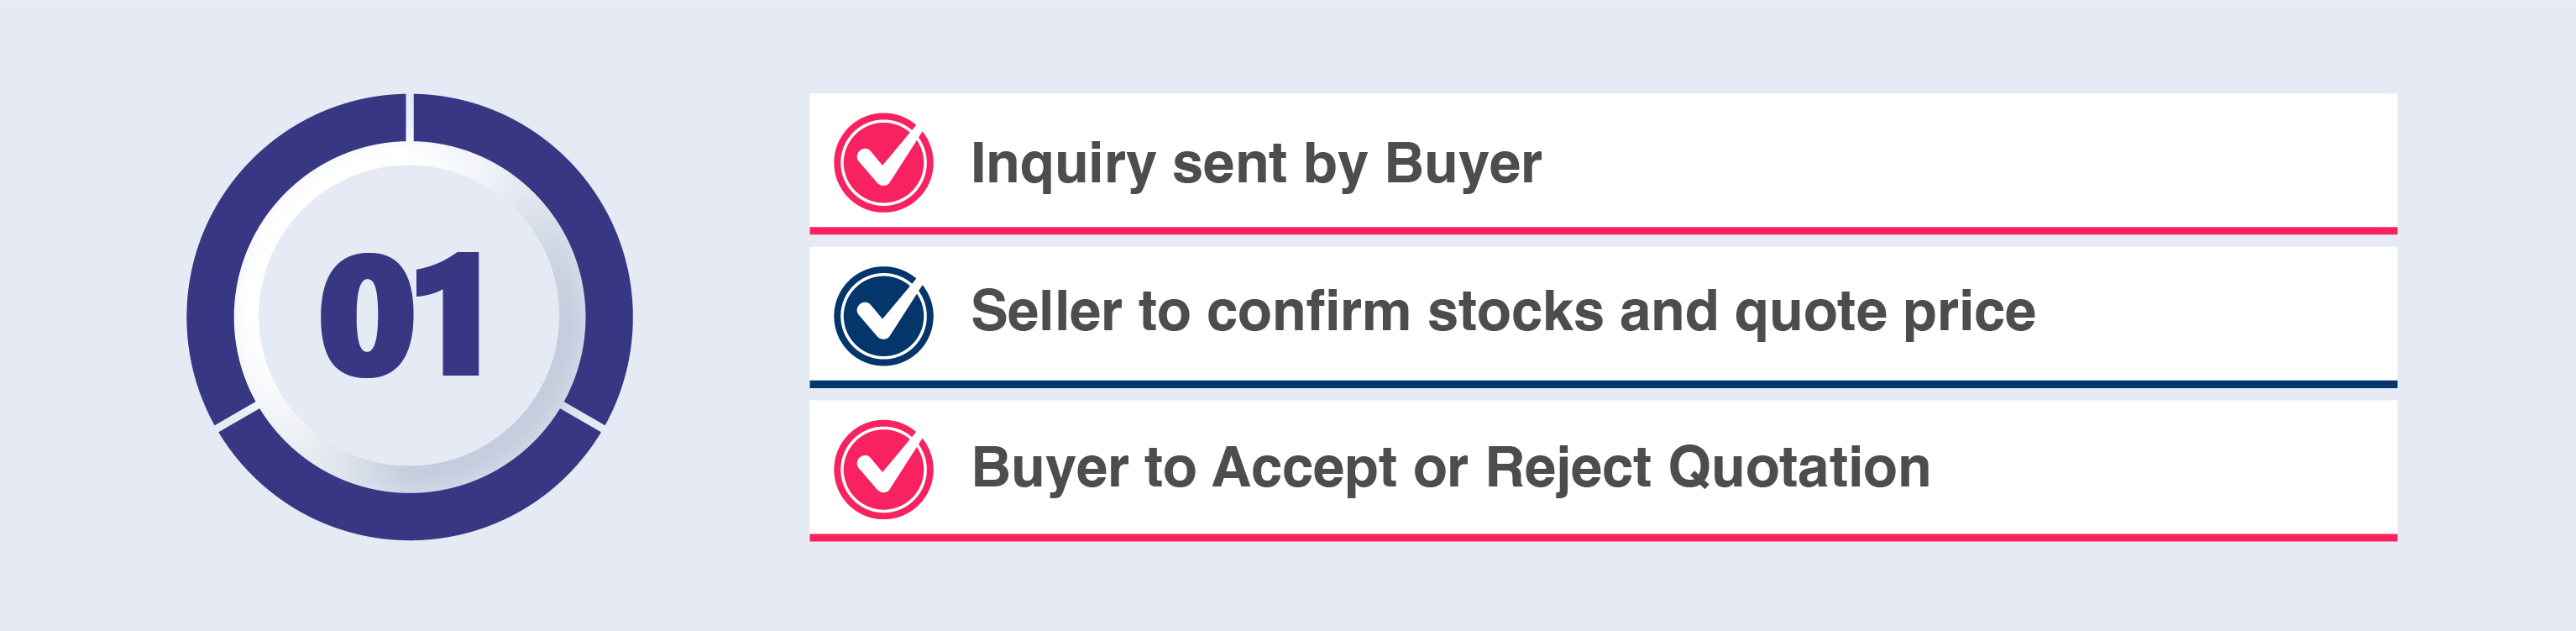 01
Inquiry sent by Buyer
Seller to confirm stocks and quote price
Buyer to Accept or Reject Quotation